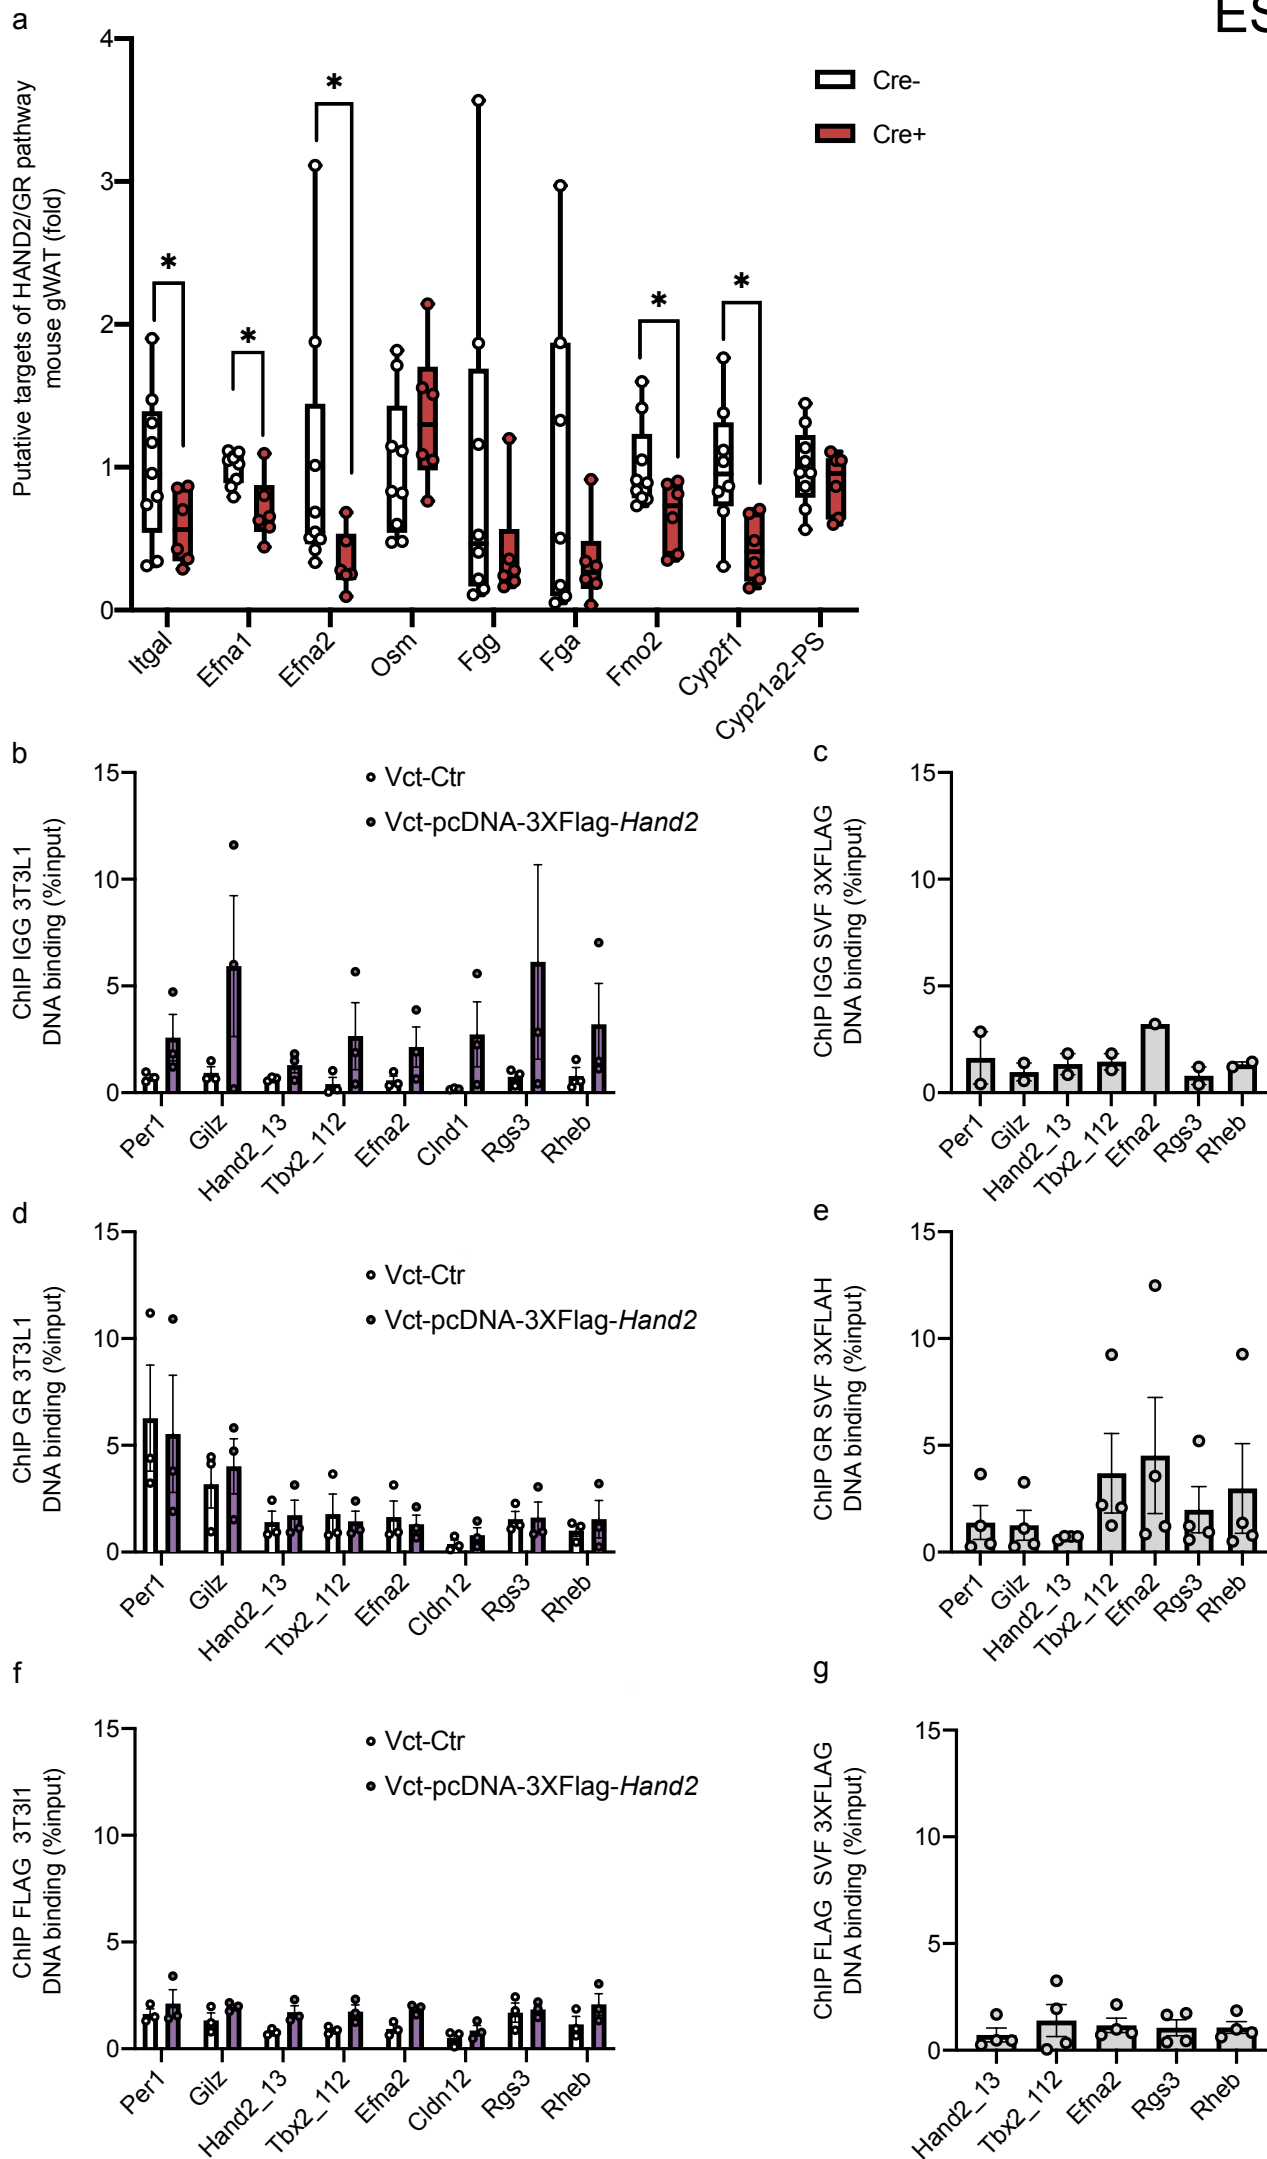 ES
a
Putative targets of HAND2/GR pathway
mouse gWAT (fold)
4
3
2
1
0
*
*
*
*
*
Cre-
Cre+
Itgal
Efna1
Efna2
Osm
Fgg
Fga
Fmo2
Cyp2f1
Cyp21a2-PS
b
ChIP IGG 3T3L1
DNA binding (%input)
15
10
5
0
Vct-Ctr
Vct-pcDNA-3XFlag-Hand2
Per1
Gilz
Hand2_13
Tbx2_112
Efna2
Clnd1
Rgs3
Rheb
c
ChIP IGG SVF 3XFLAG
DNA binding (%input)
15
10
5
0
Per1
Gilz
Hand2_13
Tbx2_112
Efna2
Rgs3
Rheb
d
ChIP GR 3T3L1
DNA binding (%input)
15
10
5
0
Vct-Ctr
Vct-pcDNA-3XFlag-Hand2
Per1
Gilz
Hand2_13
Tbx2_112
Efna2
Cldn12
Rgs3
Rheb
e
ChIP GR SVF 3XFLAH
DNA binding (%input)
15
10
5
0
Per1
Gilz
Hand2_13
Tbx2_112
Efna2
Rgs3
Rheb
f
ChIP FLAG 3T3l1
DNA binding (%input)
15
10
5
0
Vct-Ctr
Vct-pcDNA-3XFlag-Hand2
Per1
Gilz
Hand2_13
Tbx2_112
Efna2
Cldn12
Rgs3
Rheb
g
ChIP FLAG SVF 3XFLAG
DNA binding (%input)
15
10
5
0
Hand2_13
Tbx2_112
Efna2
Rgs3
Rheb